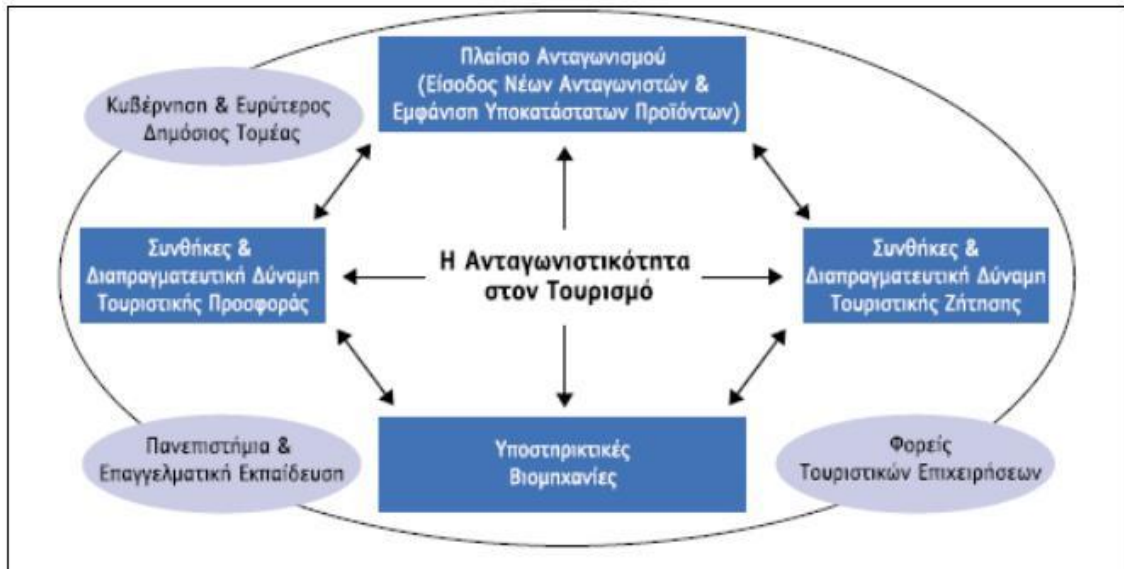 Πλαίσιο Ανταγωνισμού
(Είσοδος Νέων Ανταγωνιστών &
Εμφάνιση Υποκατάστατων Προϊόντων)
Κυβέρνηση & Ευρύτερος
Δημόσιος Τομέας
Συνθήκες &
Διαπραγματευτική Δύναμη
Τουριστικής Προσφοράς
Η Ανταγωνιστικότητα
στον Τουρισμό
Συνθήκες &
Διαπραγματευτική Δύναμη
Τουριστικής Ζήτησης
Πανεπιστήμια &
Επαγγελματική Εκπαίδευση
Υποστηρικτικές
Βιομηχανίες
Φορείς
Τουριστικών Επιχειρήσεων